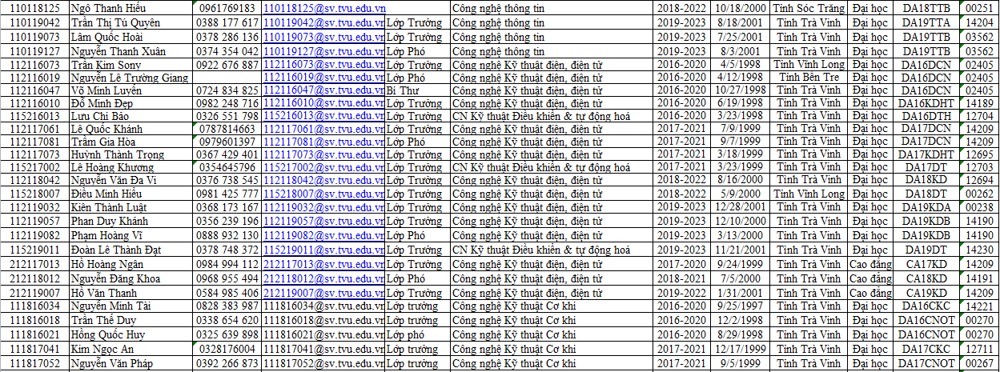 110118125 Ngô Thanh Hiếu 0961769183 110118125@sv.tvu.edu.vn Công nghệ thông tin 2018-2022 10/18/2000 Tỉnh Sóc Trăng Đại học DA18TTB 00251
110119042 Trần Thị Tú Quyên 0388 177 617 110119042@sv.tvu.edu.vn Lớp Trưởng Công nghệ thông tin 2019-2023 8/18/2001 Tỉnh Trà Vinh Đại học DA19TTA 14204
110119073 Lâm Quốc Hoài 0378 286 136 110119073@sv.tvu.edu.vn Lớp Trưởng Công nghệ thông tin 2019-2023 7/25/2001 Tỉnh Trà Vinh Đại học DA19TTB 03562
110119127 Nguyễn Thanh Xuân 0374 354 042 110119127@sv.tvu.edu.vn Lớp Phó Công nghệ thông tin 2019-2023 8/3/2001 Tỉnh Trà Vinh Đại học DA19TTB 03562
112116073 Trần Kim Sony 0922 676 887 112116073@sv.tvu.edu.vn Lớp Trưởng Công nghệ Kỹ thuật điện, điện tử 2016-2020 4/5/1998 Tỉnh Vĩnh Long Đại học DA16DCN 02405
112116019 Nguyễn Lê Trường Giang 112116019@sv.tvu.edu.vn Lớp Phó Công nghệ Kỹ thuật điện, điện tử 2016-2020 4/12/1998 Tỉnh Bến Tre Đại học DA16DCN 02405
112116047 Võ Minh Luyến 0724 834 825 112116047@sv.tvu.edu.vn Bí Thư Công nghệ Kỹ thuật điện, điện tử 2016-2020 10/27/1998 Tỉnh Trà Vinh Đại học DA16DCN 02405
112116010 Đỗ Minh Đẹp 0982 248 716 112116010@sv.tvu.edu.vn Lớp Trưởng Công nghệ Kỹ thuật điện, điện tử 2016-2020 6/19/1998 Tỉnh Trà Vinh Đại học DA16KDHT 14189
115216013 Lưu Chí Bảo 0326 551 798 115216013@sv.tvu.edu.vn Lớp Trưởng CN Kỹ thuật Điều khiển & tự động hoá 2016-2020 3/23/1998 Tỉnh Trà Vinh Đại học DA16DTH 12704
112117061 Lê Quốc Khánh 0787814663 112117061@sv.tvu.edu.vn Lớp Trưởng Công nghệ Kỹ thuật điện, điện tử 2017-2021 7/9/1999 Tỉnh Trà Vinh Đại học DA17DCN 14209
112117081 Trầm Gia Hòa 0979601397 112117081@sv.tvu.edu.vn Lớp Phó Công nghệ Kỹ thuật điện, điện tử 2017-2021 9/7/1999 Tỉnh Trà Vinh Đại học DA17DCN 14209
112117073 Huỳnh Thành Trọng 0367 429 401 112117073@sv.tvu.edu.vn Lớp Trưởng Công nghệ Kỹ thuật điện, điện tử 2017-2021 3/18/1999 Tỉnh Trà Vinh Đại học DA17KDHT 12695
115217002 Lê Hoàng Khương 0354645796 115217002@sv.tvu.edu.vn Lớp Trưởng CN Kỹ thuật Điều khiển & tự động hoá 2017-2021 3/23/1999 Tỉnh Trà Vinh Đại học DA17DT 12703
112118042 Nguyễn Văn Đa Vi 0376 738 545 112118042@sv.tvu.edu.vn Lớp Trưởng Công nghệ Kỹ thuật điện, điện tử 2018-2022 8/16/2000 Tỉnh Trà Vinh Đại học DA18KD 12694
115218007 Điều Minh Hiếu 0981 425 777 115218007@sv.tvu.edu.vn Lớp Trưởng Công nghệ Kỹ thuật điện, điện tử 2018-2022 5/9/2000 Tỉnh Vĩnh Long Đại học DA18DT 00262
112119032 Kiên Thành Luật 0368 173 167 112119032@sv.tvu.edu.vn Lớp Trưởng Công nghệ Kỹ thuật điện, điện tử 2019-2023 12/28/2001 Tỉnh Trà Vinh Đại học DA19KDA 00238
112119057 Phan Duy Khánh 0356 239 196 112119057@sv.tvu.edu.vn Lớp Trưởng Công nghệ Kỹ thuật điện, điện tử 2019-2023 12/10/2000 Tỉnh Trà Vinh Đại học DA19KDB 14190
112119082 Phạm Hoàng Vĩ 0888 932 130 112119082@sv.tvu.edu.vn Lớp Phó Công nghệ Kỹ thuật điện, điện tử 2019-2023 3/13/2000 Tỉnh Trà Vinh Đại học DA19KDB 14190
115219011 Đoàn Lê Thành Đạt 0378 748 372 115219011@sv.tvu.edu.vn Lớp Trưởng CN Kỹ thuật Điều khiển & tự động hoá 2019-2023 11/21/2001 Tỉnh Trà Vinh Đại học DA19DT 14230
212117013 Hồ Hoàng Ngân 0984 994 112 212117013@sv.tvu.edu.vn Lớp Trưởng Công nghệ Kỹ thuật điện, điện tử 2017-2020 9/24/1999 Tỉnh Trà Vinh Cao đẳng CA17KD 14209
212118012 Nguyễn Đăng Khoa 0968 955 494 212118012@sv.tvu.edu.vn Lớp Phó Công nghệ Kỹ thuật điện, điện tử 2018-2021 7/5/2000 Tỉnh Trà Vinh Cao đẳng CA18KD 14191
212119007 Hồ Văn Thanh 0584 985 406 212119007@sv.tvu.edu.vn Lớp Trưởng Công nghệ Kỹ thuật điện, điện tử 2019-2022 1/31/2001 Tỉnh Trà Vinh Cao đẳng CA19KD 14209
111816034 Nguyễn Minh Tài 0828 383 987 111816034@sv.tvu.edu.vn Lớp trưởng Công nghệ Kỹ thuật Cơ khí 2016-2020 9/25/1997 Tỉnh Trà Vinh Đại học DA16CKC 14221
111816018 Trần Thế Duy 0338 654 620 111816018@sv.tvu.edu.vn Lớp trưởng Công nghệ Kỹ thuật Cơ khí 2016-2020 12/2/1998 Tỉnh Trà Vinh Đại học DA16CNOT 00270
111816021 Hồng Quốc Huy 0325 639 898 111816021@sv.tvu.edu.vn Lớp phó Công nghệ Kỹ thuật Cơ khí 2016-2020 8/29/1998 Tỉnh Trà Vinh Đại học DA16CNOT 00270
111817041 Kim Ngọc An 0328176004 111817041@sv.tvu.edu.vn Lớp trưởng Công nghệ Kỹ thuật Cơ khí 2017-2021 12/17/1999 Tỉnh Trà Vinh Đại học DA17CKC 12711
111817052 Nguyễn Văn Pháp 0392 266 873 111817052@sv.tvu.edu.vn Lớp trưởng Công nghệ Kỹ thuật Cơ khí 2017-2021 9/5/1999 Tỉnh Trà Vinh Đại học DA17CNOT 00267